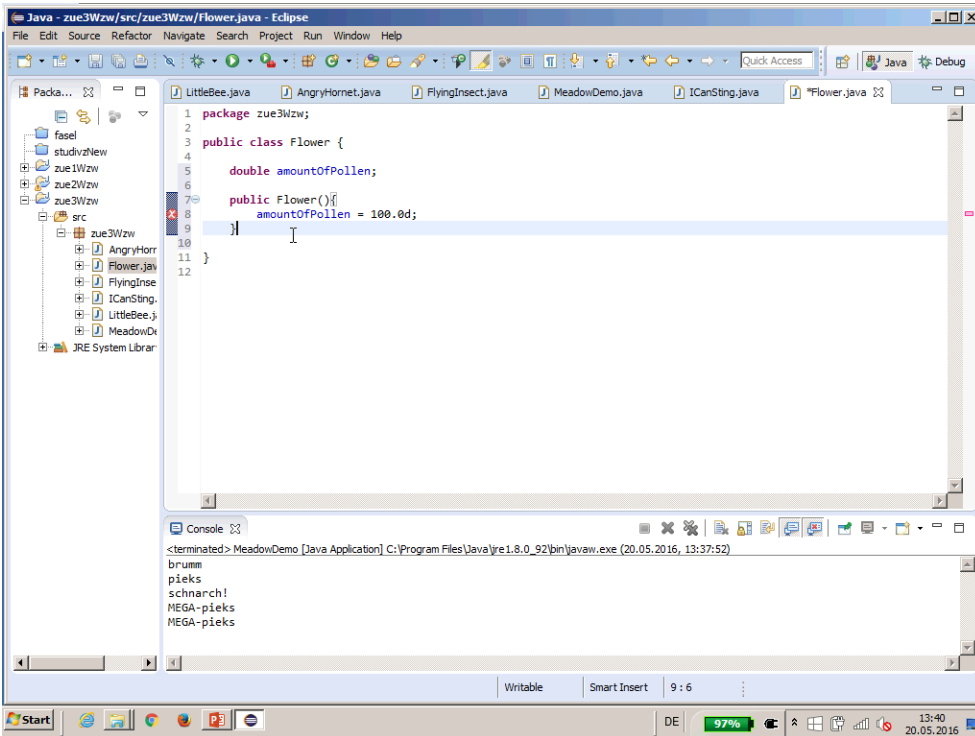 Java - zue3Wzw/src/zue3Wzw/Flower.java - Eclipse
File Edit Source Refactor Navigate Search Project Run Window Help
Quick Access
Java
Debug
Packa...
LittleBee.java
AngryHornet.java
FlyingInsect.java
MeadowDemo.java
ICanSting.java
*Flower.java
fasel
studivzNew
zue1Wzw
zue2Wzw
zue3Wzw
src
zue3Wzw
AngryHorr
Flower.jav
FlyingInse
ICanSting.
LittleBee.j
MeadowDe
JRE System Librar
1 package zue3Wzw;
2
3 public class Flower {
4
5 double amountOfPollen;
6
7 public Flower(){
8 amountOfPollen = 100.0d;
9 }
10
11 }
12
Console
<terminated> MeadowDemo [Java Application] C:\Program Files\Java\jre1.8.0_92\bin\javaw.exe (20.05.2016, 13:37:52)
brumm
pieks
schnarch!
MEGA-pieks
MEGA-pieks
Writable
Smart Insert
9 : 6
Start
DE
97%
13:40
20.05.2016